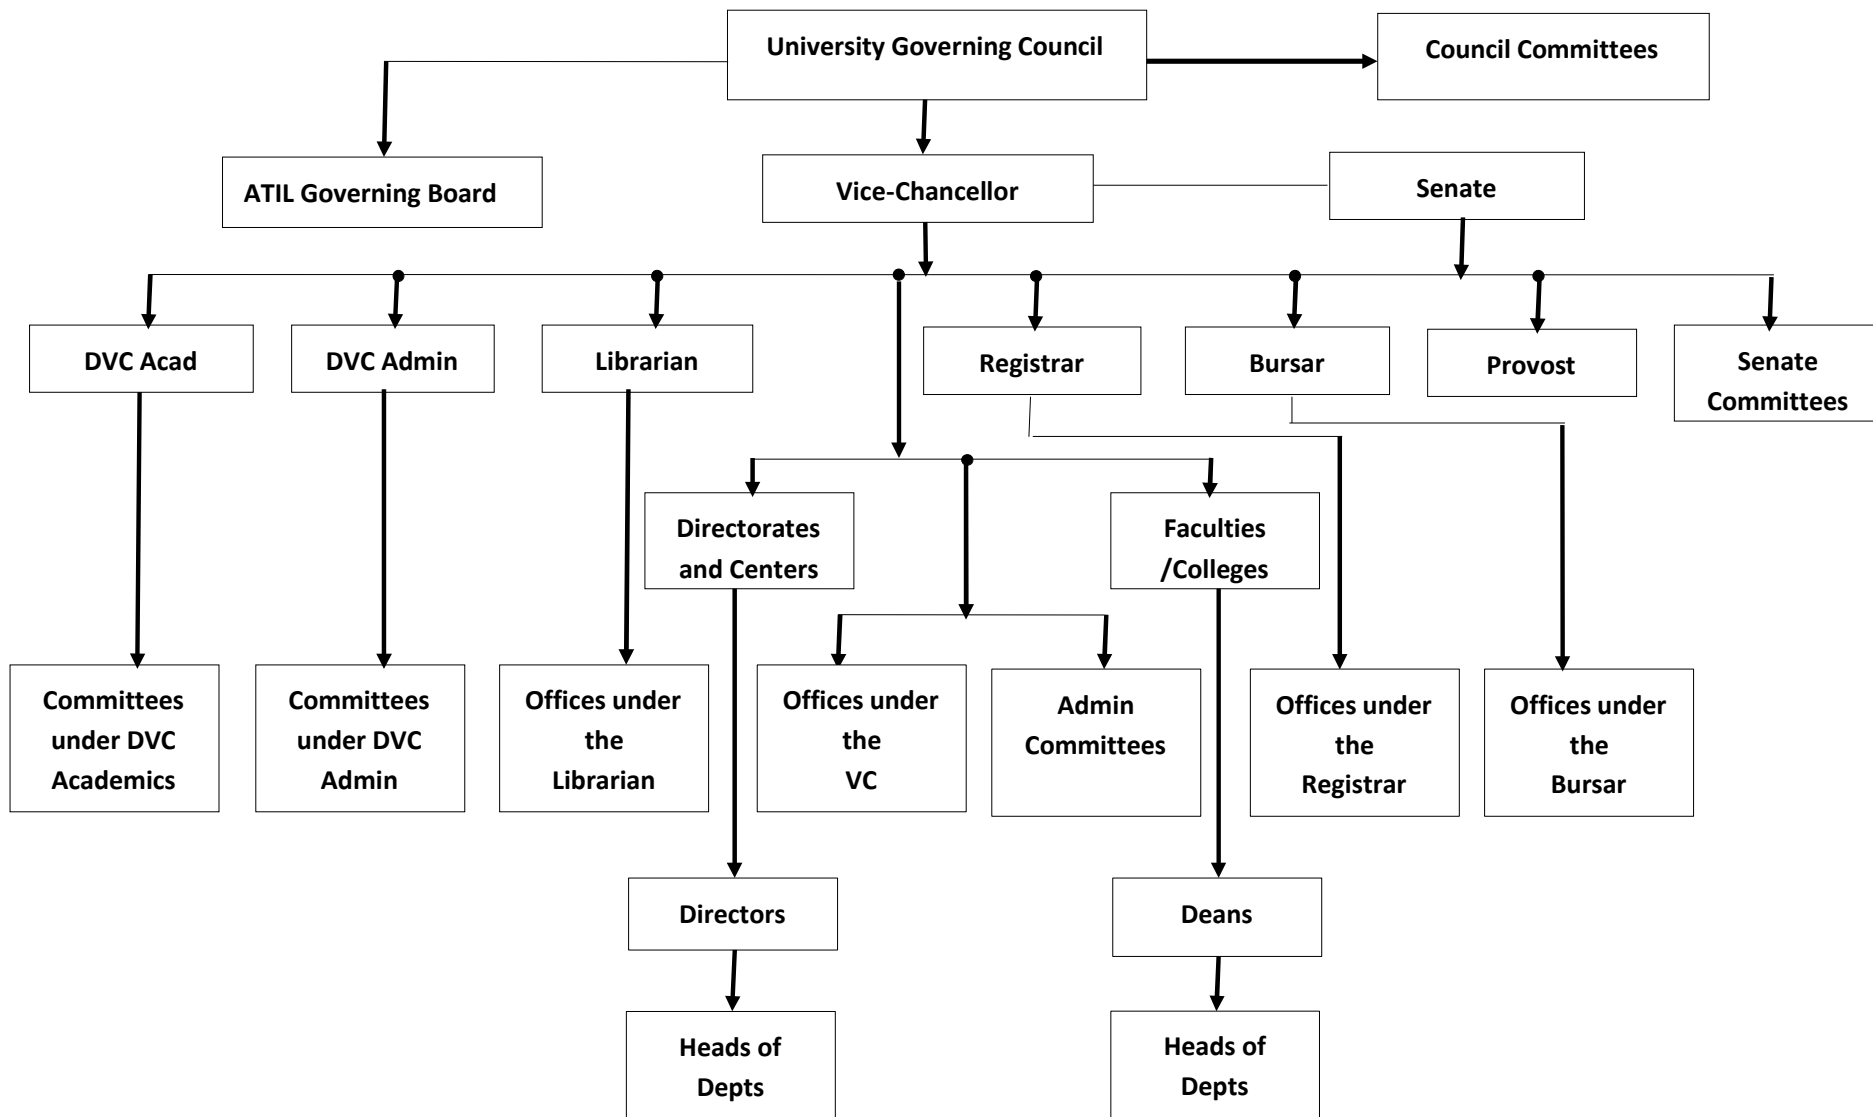 University Governing Council
Council Committees
ATIL Governing Board
Vice-Chancellor
Senate
DVC Acad
DVC Admin
Librarian
Registrar
Bursar
Provost
Senate
Committees
Directorates
and Centers
Faculties
/Colleges
Committees
under DVC
Academics
Committees
under DVC
Admin
Offices under
the
Librarian
Offices under
the
VC
Admin
Committees
Offices under
the
Registrar
Offices under
the
Bursar
Directors
Deans
Heads of
Depts
Heads of
Depts